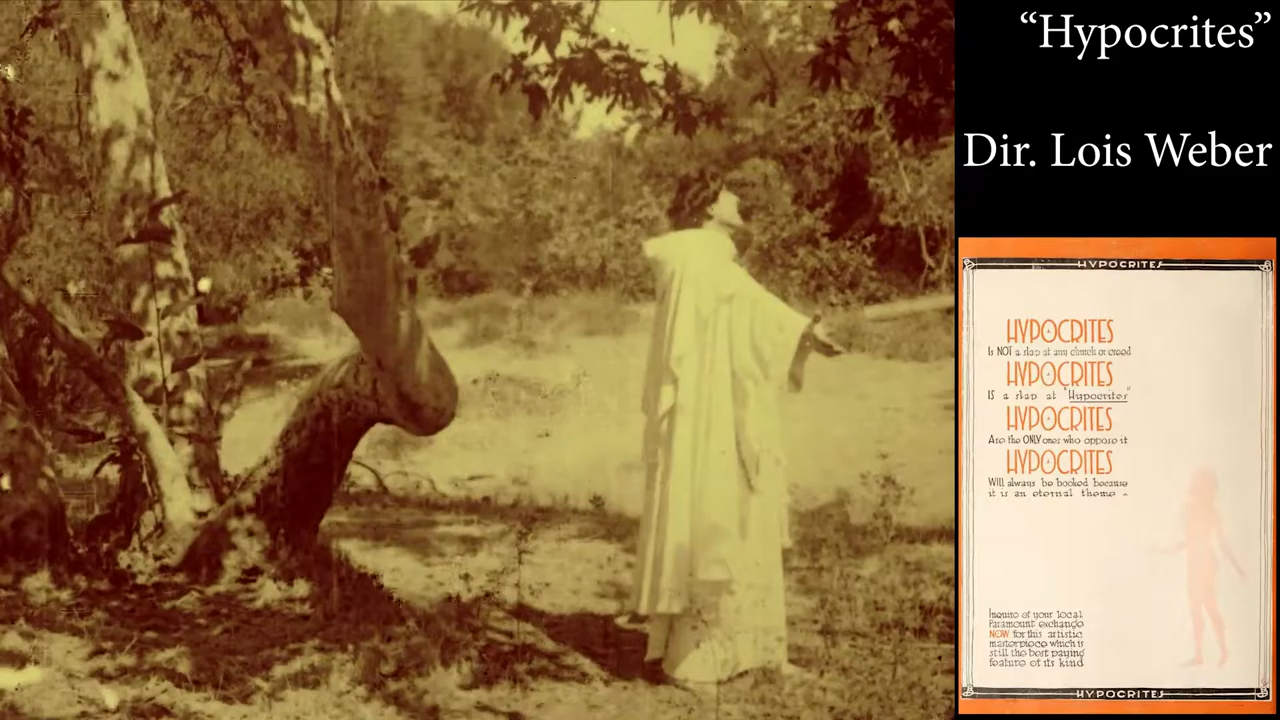 “Hypocrites”
Dir. Lois Weber
HYPOCRITES
HYPOCRITES
Is NOT a slap at any church or creed
HYPOCRITES
IS a slap at "Hypocrites"
HYPOCRITES
Are the ONLY ones who oppose it
HYPOCRITES
WILL always be booked because
it is an eternal theme -
Inquire of your local
Paramount exchange
NOW for this artistic
masterpiece which is
still the best paying
feature of its kind
HYPOCRITES